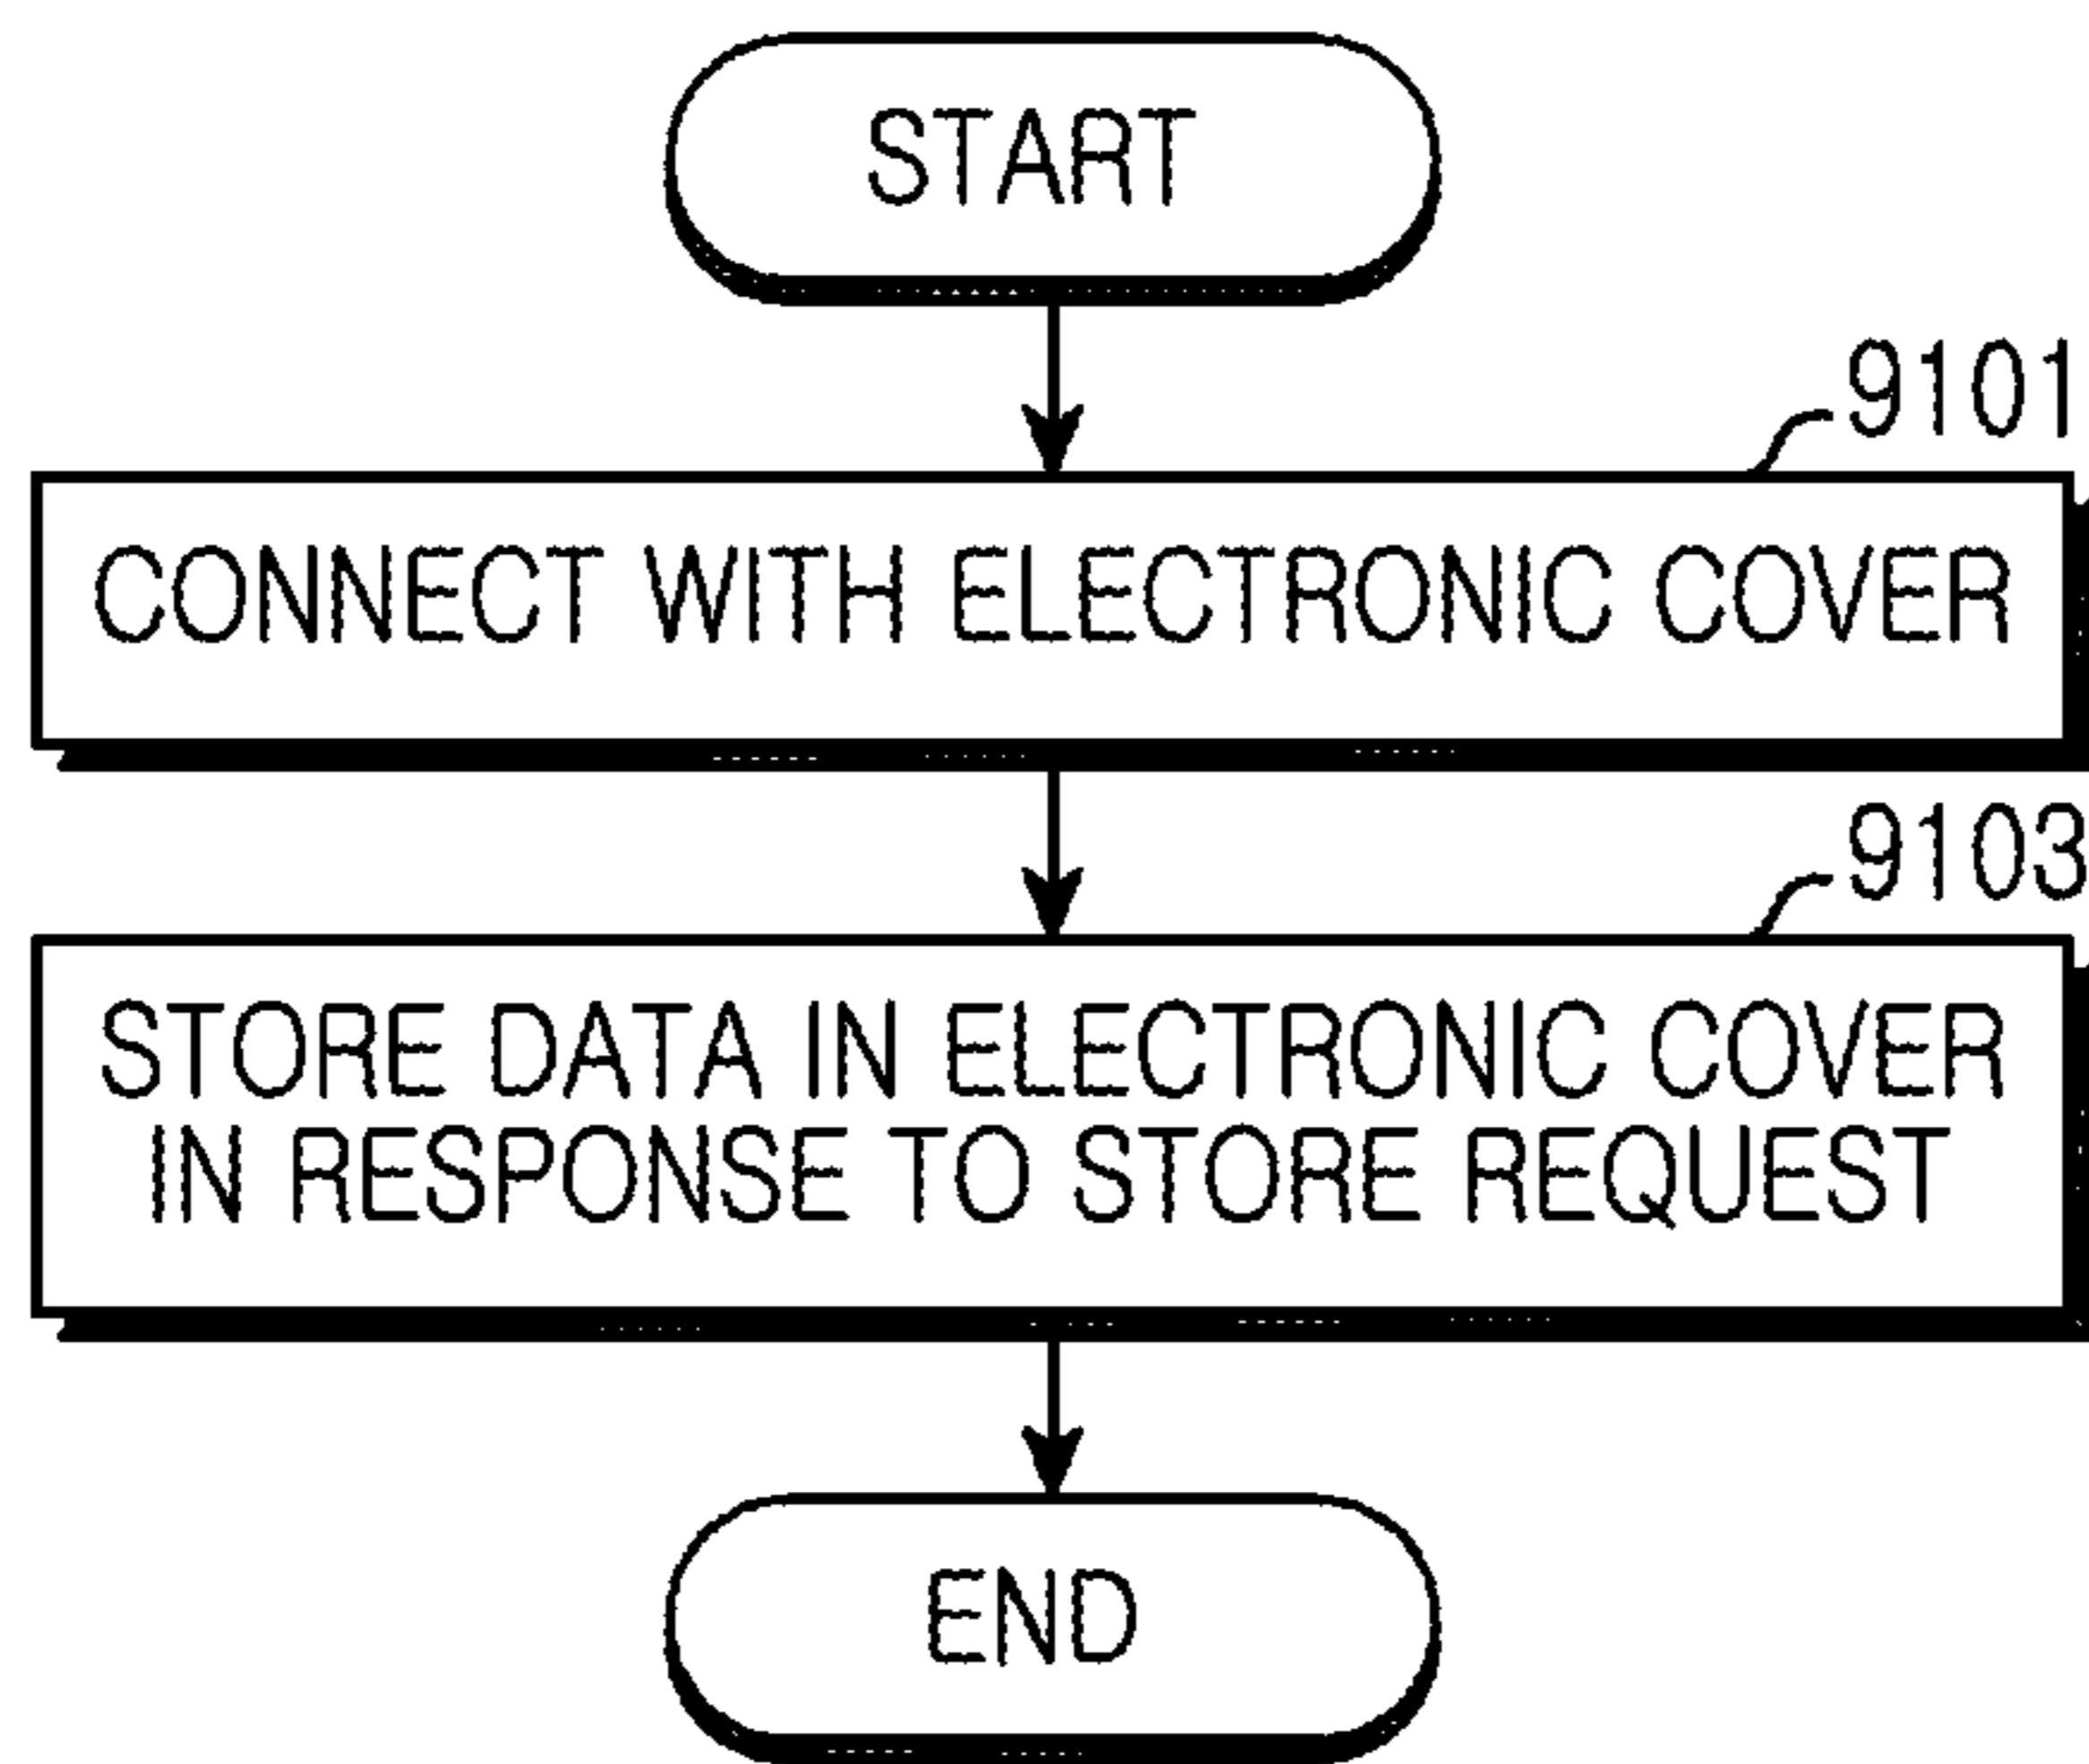 START
9101
CONNECT WITH ELECTRONIC COVER
9103
STORE DATA IN ELECTRONIC COVER
IN RESPONSE TO STORE REQUEST
END